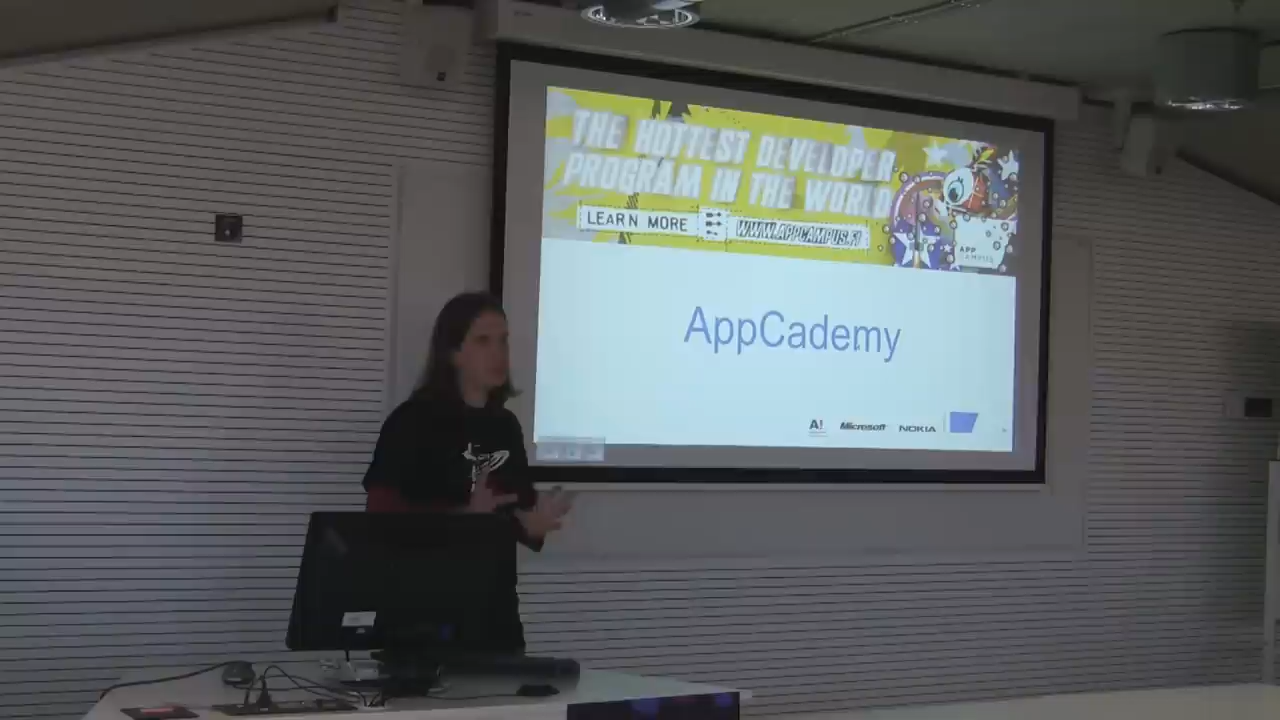 THE HOTTEST DEVELOPER
PROGRAM IN THE WORLD
LEARN MORE WWW.APPCAMPUS.FI
APP
CAMPUS
AppCademy
A! Microsoft NOKIA